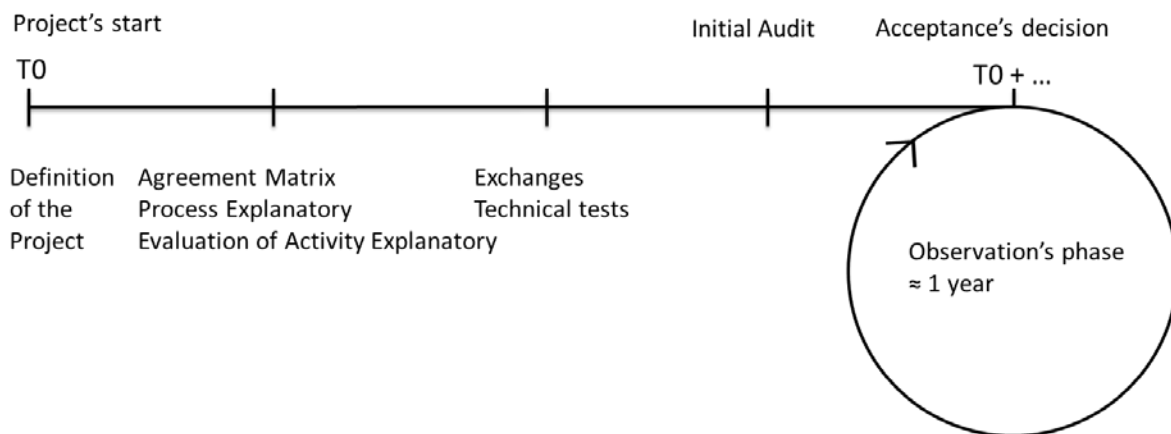 Project's start
Initial Audit
Acceptance's decision
T0
T0 + ...
Definition
of the
Project
Agreement Matrix
Process Explanatory
Evaluation of Activity Explanatory
Exchanges
Technical tests
Observation's phase
≈ 1 year